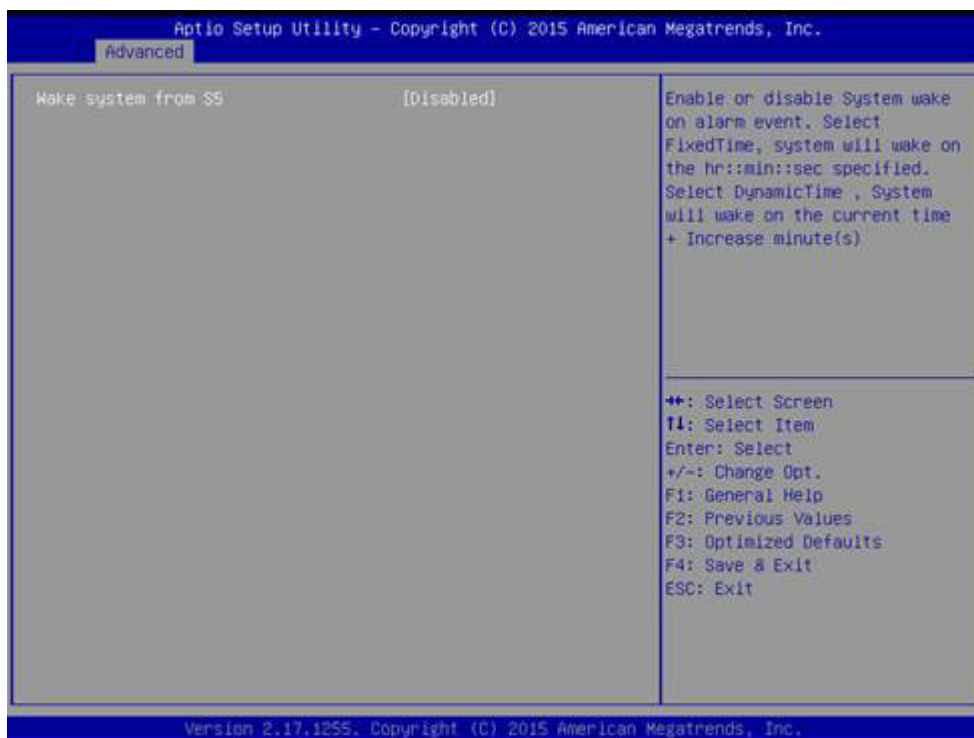 Aptio Setup Utility - Copyright (C) 2015 American Megatrends, Inc.
Advanced
Wake system from S5 [Disabled]
Enable or disable System wake
on alarm event. Select
FixedTime, system will wake on
the hr::min::sec specified.
Select DynamicTime , System
will wake on the current time
+ Increase minute(s)
→←: Select Screen
↑↓: Select Item
Enter: Select
+/-: Change Opt.
F1: General Help
F2: Previous Values
F3: Optimized Defaults
F4: Save & Exit
ESC: Exit
Version 2.17.1255. Copyright (C) 2015 American Megatrends, Inc.